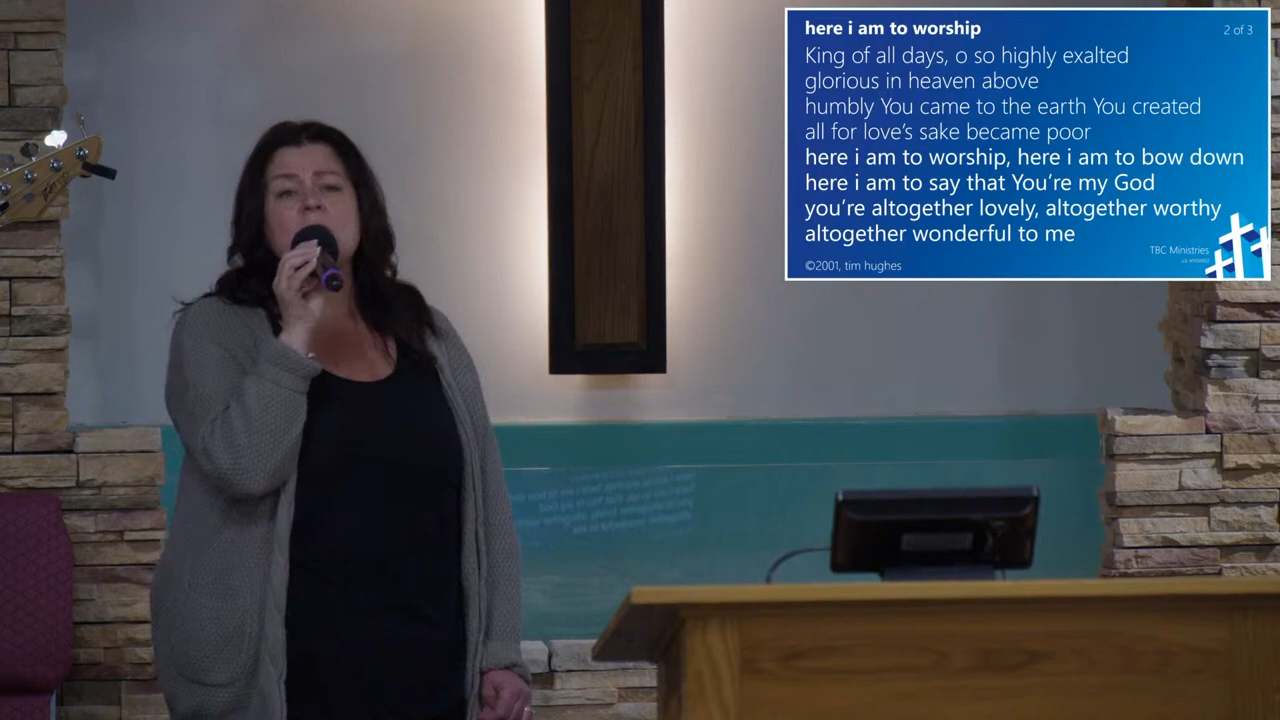 here i am to worship
2 of 3
King of all days, o so highly exalted
glorious in heaven above
humbly You came to the earth You created
all for love's sake became poor
here i am to worship, here i am to bow down
here i am to say that You're my God
you're altogether lovely, altogether worthy
altogether wonderful to me
TBC Ministries
©2001, tim hughes